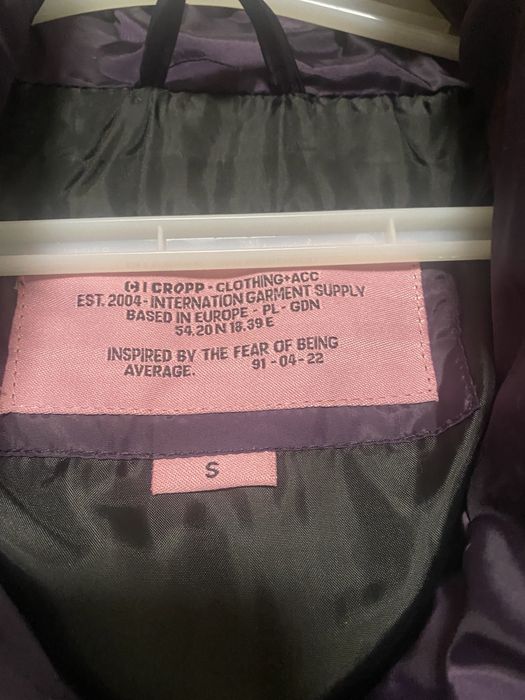 C| CROPP - CLOTHING+ACC
EST. 2004 - INTERNATION GARMENT SUPPLY
BASED IN EUROPE - PL - GDN
54.20 N 18.39 E
INSPIRED BY THE FEAR OF BEING
AVERAGE. 91 - 04 - 22
S